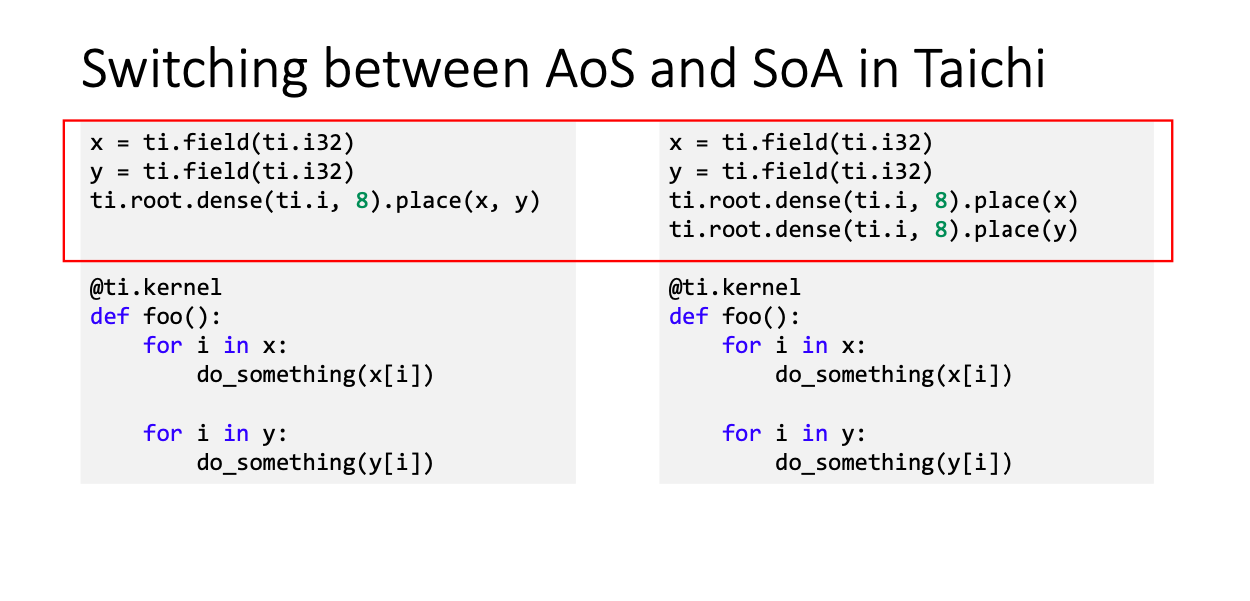 Switching between AoS and SoA in Taichi
x = ti.field(ti.i32)
y = ti.field(ti.i32)
ti.root.dense(ti.i, 8).place(x, y)
@ti.kernel
def foo():
    for i in x:
        do_something(x[i])
    for i in y:
        do_something(y[i])
x = ti.field(ti.i32)
y = ti.field(ti.i32)
ti.root.dense(ti.i, 8).place(x)
ti.root.dense(ti.i, 8).place(y)
@ti.kernel
def foo():
    for i in x:
        do_something(x[i])
    for i in y:
        do_something(y[i])